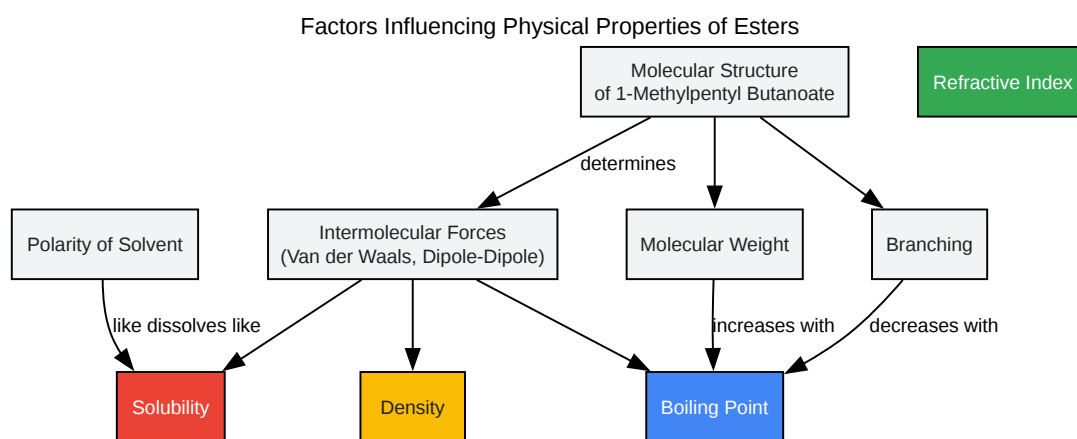 Factors Influencing Physical Properties of Esters
Molecular Structure
of 1-Methylpentyl Butanoate
Refractive Index
determines
Polarity of Solvent
Intermolecular Forces
(Van der Waals, Dipole-Dipole)
Molecular Weight
Branching
like dissolves like
increases with
decreases with
Solubility
Density
Boiling Point